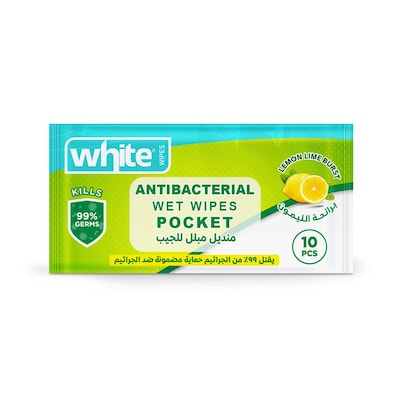 white
WIPES
KILLS
99%
GERMS
ANTIBACTERIAL
WET WIPES
POCKET
منديل مبلل للجيب
LEMON LIME BURST
برائحة الليمون
10
PCS
يقتل ٩٩٪ من الجراثيم حماية مضمونة ضد الجراثيم